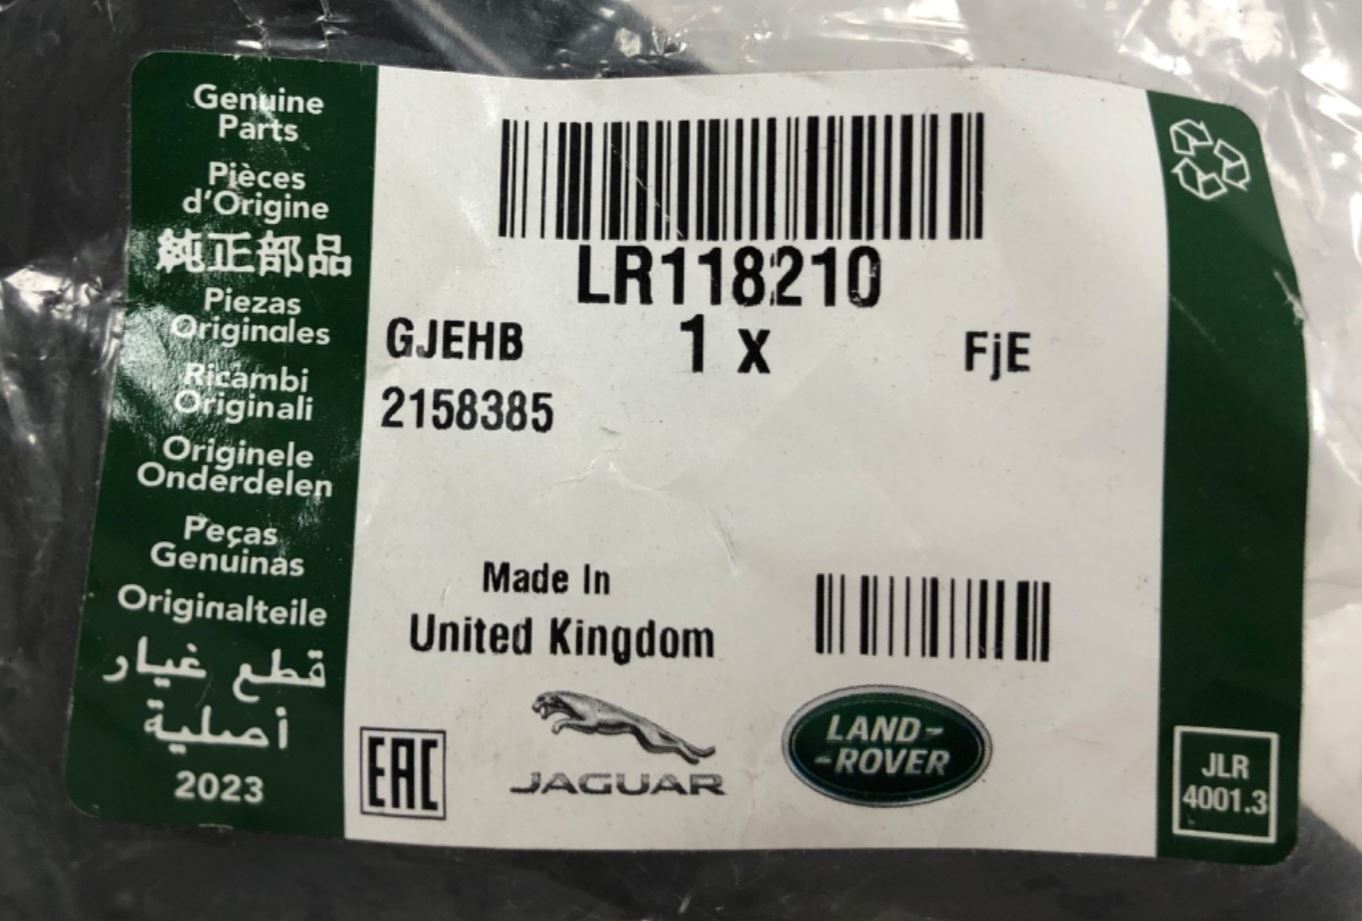 Genuine
Parts
Pièces
d'Origine
純正部品
Piezas
Originales
Ricambi
Originali
Originele
Onderdelen
Peças
Genuinas
Originalteile
قطع غيار
أصلية
2023
LR118210
GJEHB 1 x FjE
2158385
Made In
United Kingdom
EAC
JAGUAR
LAND-
-ROVER
JLR
4001.3